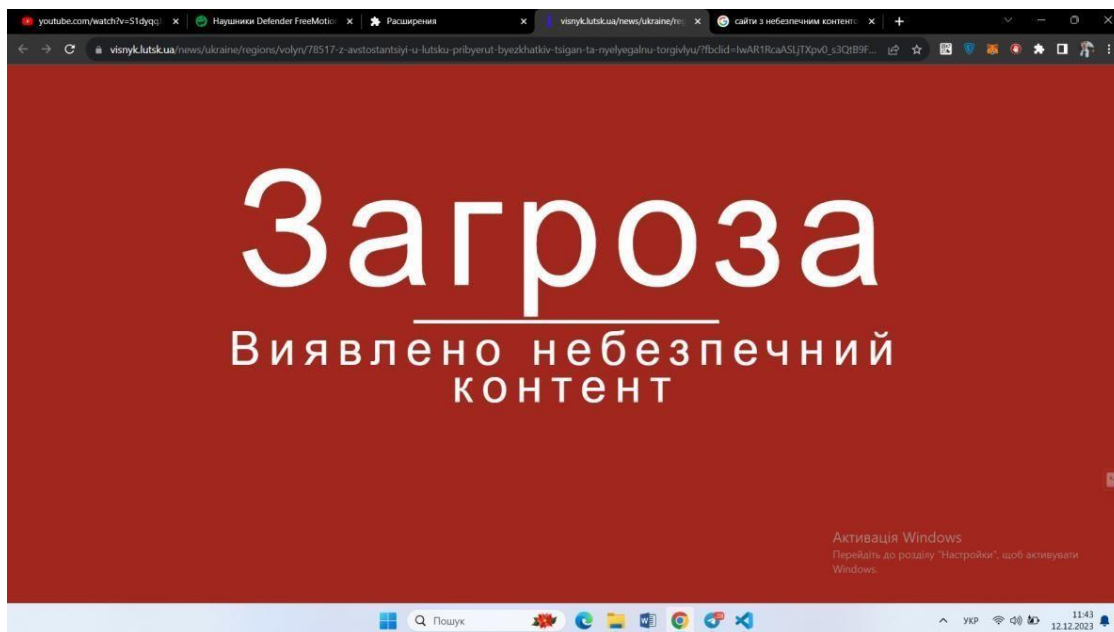 youtube.com/watch?v=S1dyqq
Наушники Defender FreeMotion
Расширения
visnyk.lutsk.ua/news/ukraine/re
сайти з небезпечним контенто
visnyk.lutsk.ua/news/ukraine/regions/volyn/78517-z-avstostantsiyi-u-lutsku-pribyerut-byezkhatkiv-tsigan-ta-nyelyegalnu-torgivlyu/?fbclid=IwAR1RcaASLjTXpv0_s3QtB9F...
Загроза
Виявлено небезпечний
контент
Активація Windows
Перейдіть до розділу "Настройки", щоб активувати
Windows.
Пошук
УКР
11:43
12.12.2023